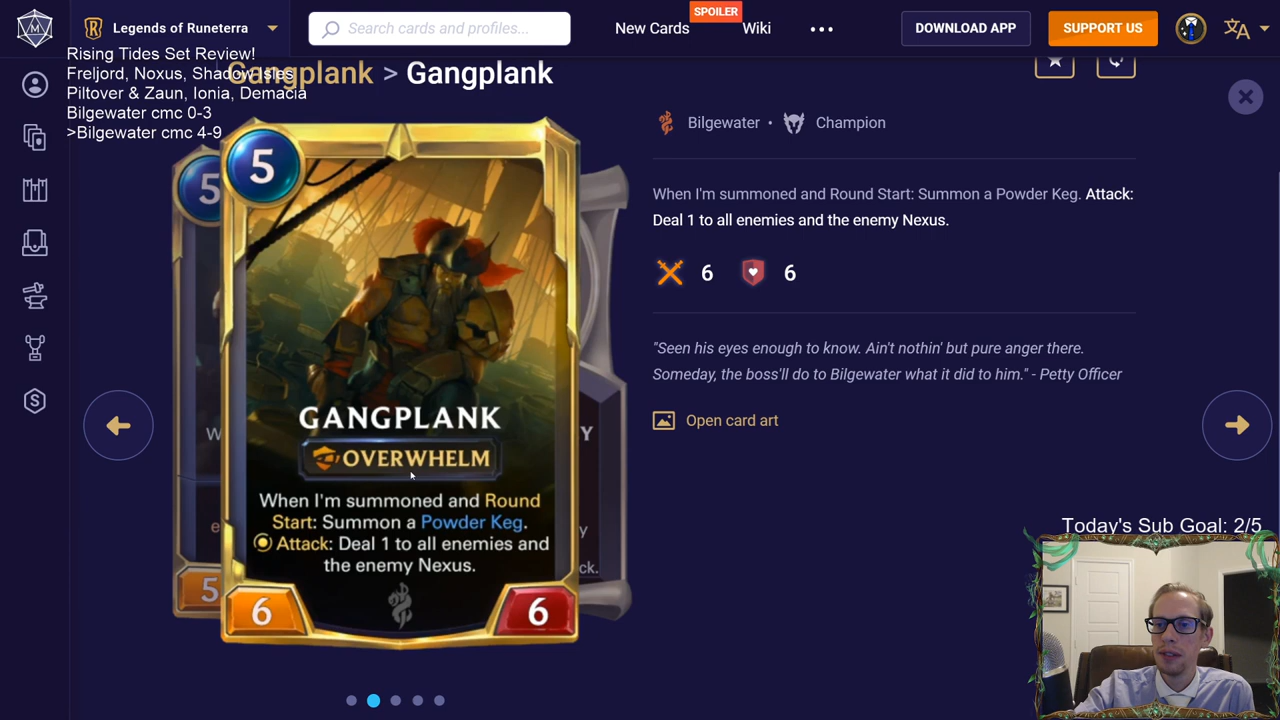 Legends of Runeterra
Search cards and profiles...
New Cards
SPOILER
Wiki
DOWNLOAD APP
SUPPORT US
Rising Tides Set Review!
Freljord, Noxus, Shadow Isles
Piltover & Zaun, Ionia, Demacia
Bilgewater cmc 0-3
>Bilgewater cmc 4-9
Gangplank > Gangplank
Bilgewater • Champion
When I'm summoned and Round Start: Summon a Powder Keg. Attack:
Deal 1 to all enemies and the enemy Nexus.
6 6
"Seen his eyes enough to know. Ain't nothin' but pure anger there.
Someday, the boss'll do to Bilgewater what it did to him." - Petty Officer
Open card art
5
5
GANGPLANK
OVERWHELM
When I'm summoned and Round
Start: Summon a Powder Keg.
Attack: Deal 1 to all enemies and
the enemy Nexus.
5
6 6
W
e
Y
y
ck.
Today's Sub Goal: 2/5